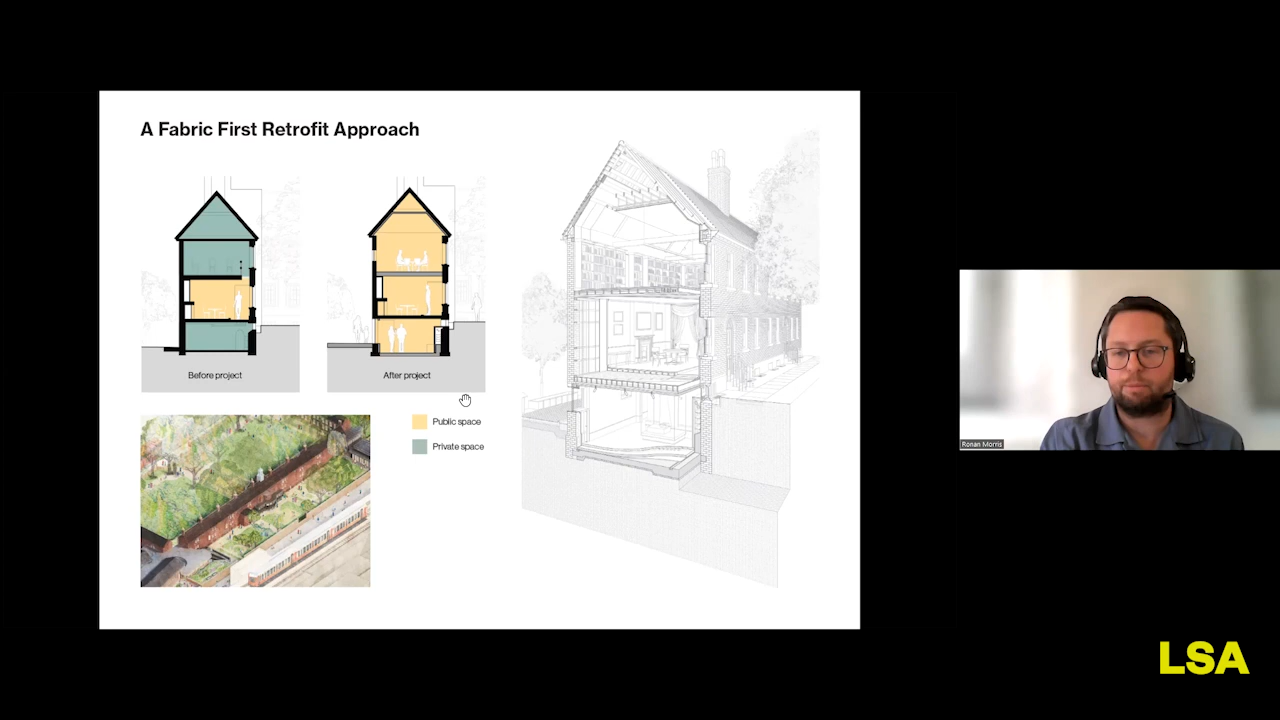 A Fabric First Retrofit Approach
Before project
After project
Public space
Private space
Ronan Morris
LSA